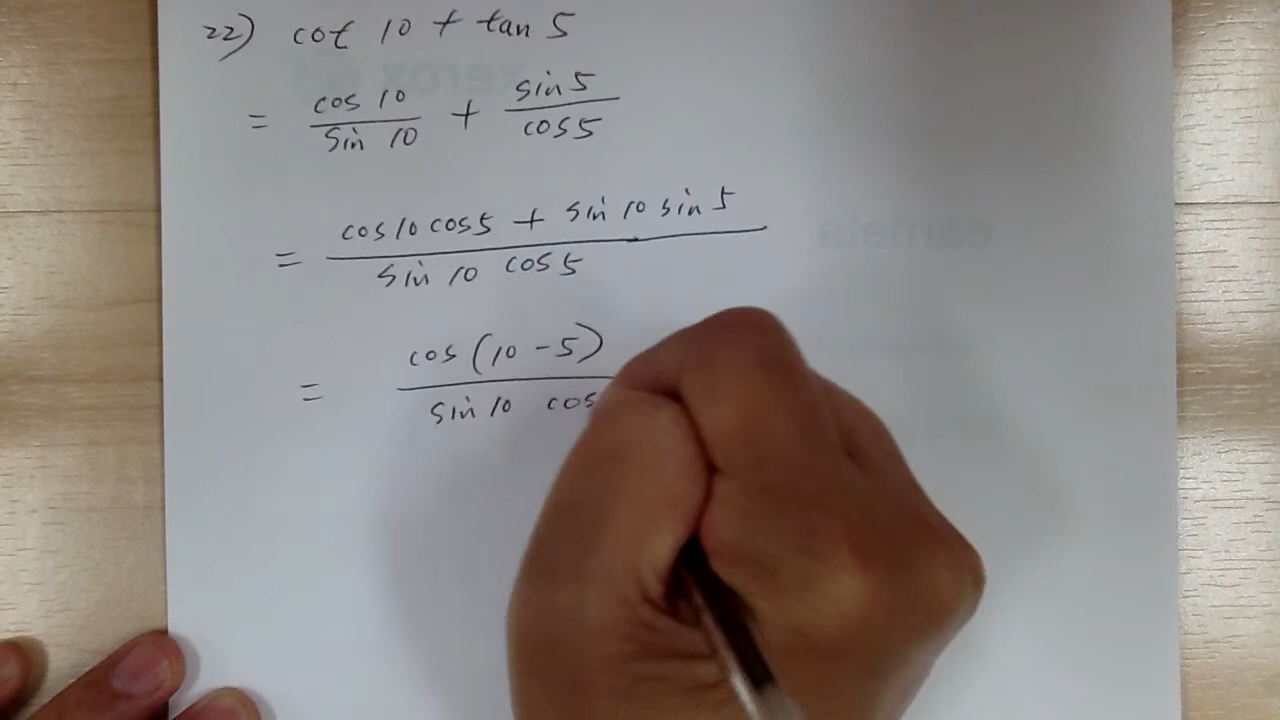 22) cot 10 + tan 5
= cos 10 / sin 10 + sin 5 / cos 5
= cos 10 cos 5 + sin 10 sin 5 / sin 10 cos 5
= cos (10 - 5) / sin 10 cos